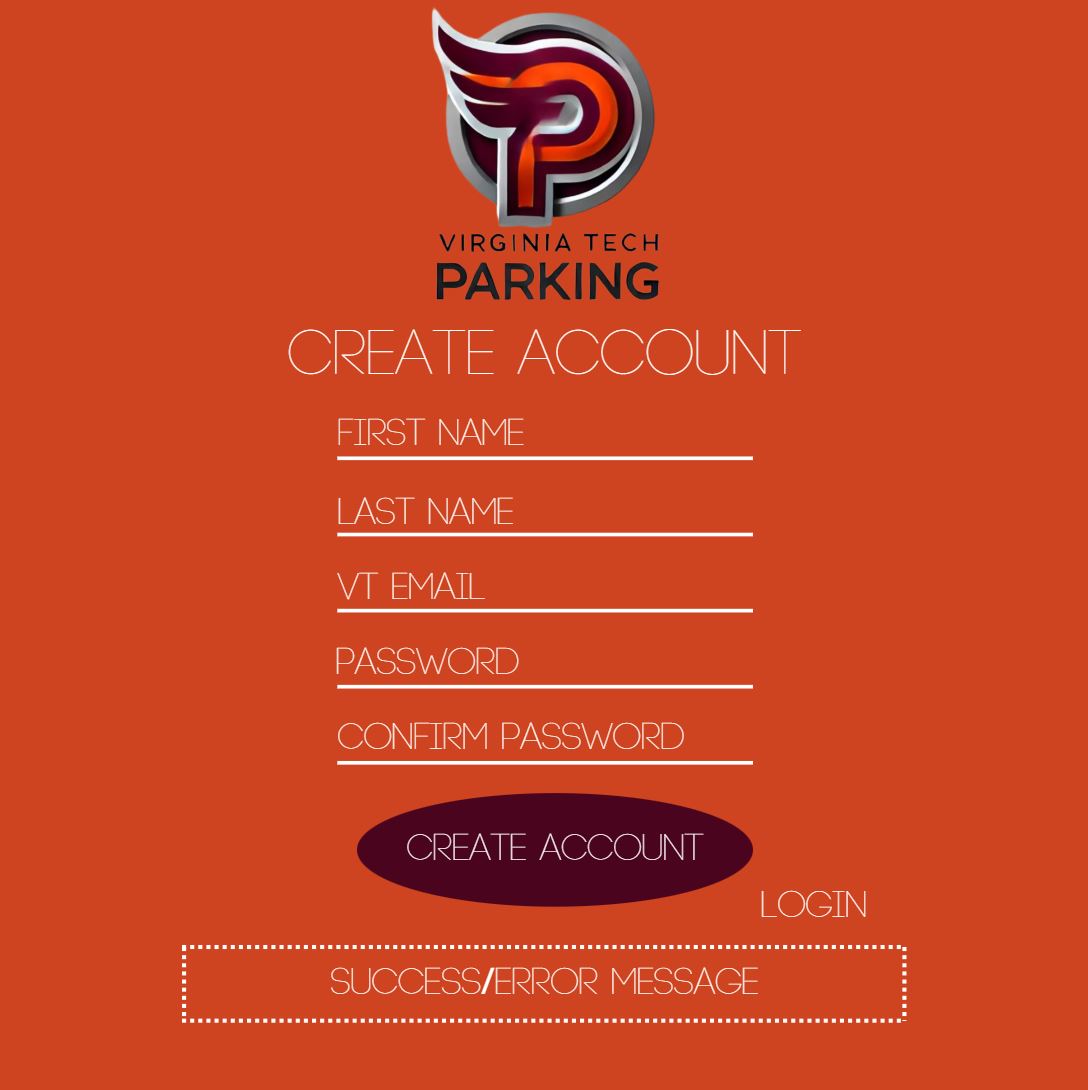 P
VIRGINIA TECH
PARKING
CREATE ACCOUNT
FIRST NAME
LAST NAME
VT EMAIL
PASSWORD
CONFIRM PASSWORD
CREATE ACCOUNT
LOGIN
SUCCESS/ERROR MESSAGE